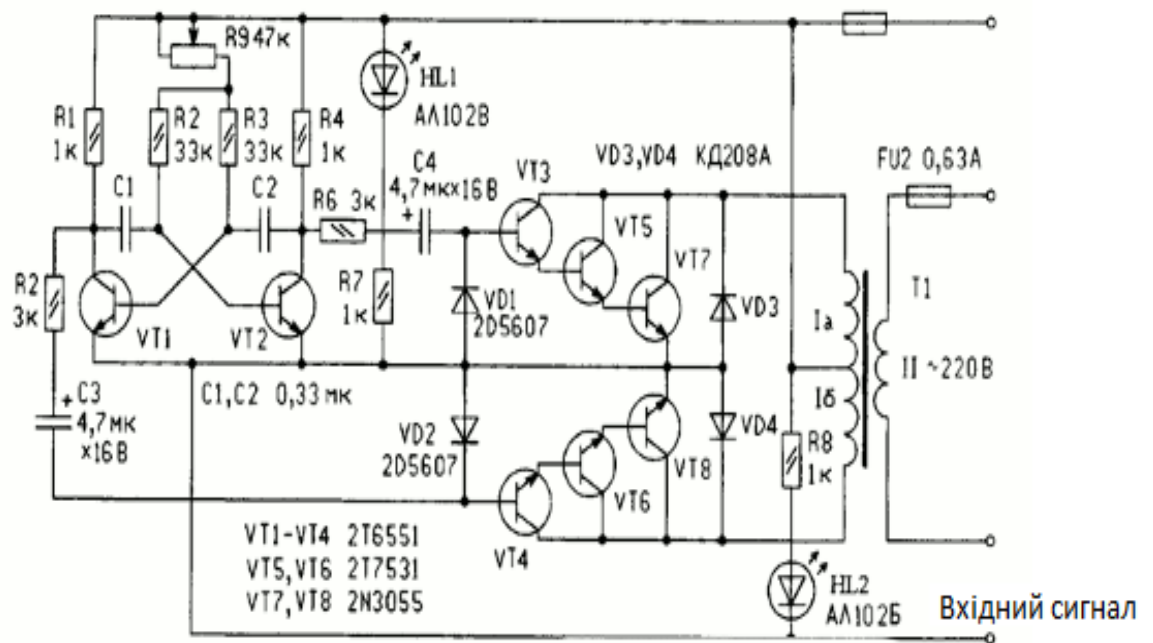 R9 47к
HL1
АЛ102В
R1
1к
R2
33к
R3
33к
R4
1к
C4
4,7мк×16В
VT3
VD3,VD4 КД208А
FU2 0,63А
C1
C2
R6 3к
+
VT5
R2
3к
R7
1к
VD1
2D5607
VT7
VD3
T1
VT1
VT2
Iа
II ~220В
+ C3
4,7мк
×16В
C1,C2 0,33мк
VD2
2D5607
Iб
VD4
R8
1к
VT8
VT6
VT4
VT1-VT4 2Т6551
VT5,VT6 2Т7531
VT7,VT8 2N3055
HL2
АЛ102Б
Вхідний сигнал